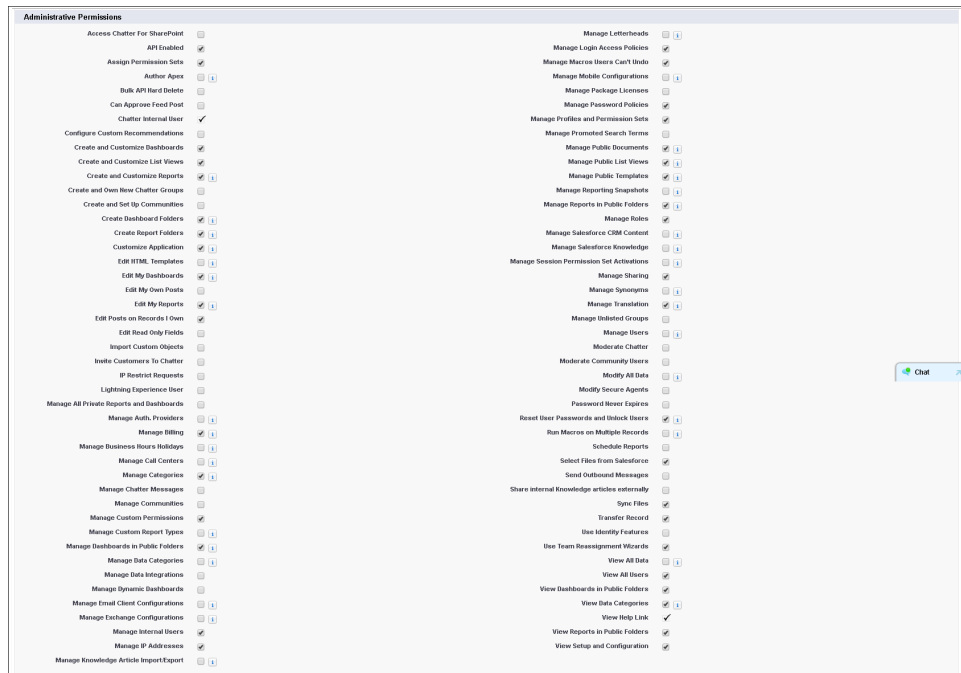 Administrative Permissions
Access Chatter For SharePoint
API Enabled
Assign Permission Sets
Author Apex
Bulk API Hard Delete
Can Approve Feed Post
Chatter Internal User
Configure Custom Recommendations
Create and Customize Dashboards
Create and Customize List Views
Create and Customize Reports
Create and Own New Chatter Groups
Create and Set Up Communities
Create Dashboard Folders
Create Report Folders
Customize Application
Edit HTML Templates
Edit My Dashboards
Edit My Own Posts
Edit My Reports
Edit Posts on Records I Own
Edit Read Only Fields
Import Custom Objects
Invite Customers To Chatter
IP Restrict Requests
Lightning Experience User
Manage All Private Reports and Dashboards
Manage Auth. Providers
Manage Billing
Manage Business Hours Holidays
Manage Call Centers
Manage Categories
Manage Chatter Messages
Manage Communities
Manage Custom Permissions
Manage Custom Report Types
Manage Dashboards in Public Folders
Manage Data Categories
Manage Data Integrations
Manage Dynamic Dashboards
Manage Email Client Configurations
Manage Exchange Configurations
Manage Internal Users
Manage IP Addresses
Manage Knowledge Article Import/Export
Manage Letterheads
Manage Login Access Policies
Manage Macros Users Can't Undo
Manage Mobile Configurations
Manage Package Licenses
Manage Password Policies
Manage Profiles and Permission Sets
Manage Promoted Search Terms
Manage Public Documents
Manage Public List Views
Manage Public Templates
Manage Reporting Snapshots
Manage Reports in Public Folders
Manage Roles
Manage Salesforce CRM Content
Manage Salesforce Knowledge
Manage Session Permission Set Activations
Manage Sharing
Manage Synonyms
Manage Translation
Manage Unlisted Groups
Manage Users
Moderate Chatter
Moderate Community Users
Modify All Data
Modify Secure Agents
Password Never Expires
Reset User Passwords and Unlock Users
Run Macros on Multiple Records
Schedule Reports
Select Files from Salesforce
Send Outbound Messages
Share internal Knowledge articles externally
Sync Files
Transfer Record
Use Identity Features
Use Team Reassignment Wizards
View All Data
View All Users
View Dashboards in Public Folders
View Data Categories
View Help Link
View Reports in Public Folders
View Setup and Configuration
Chat